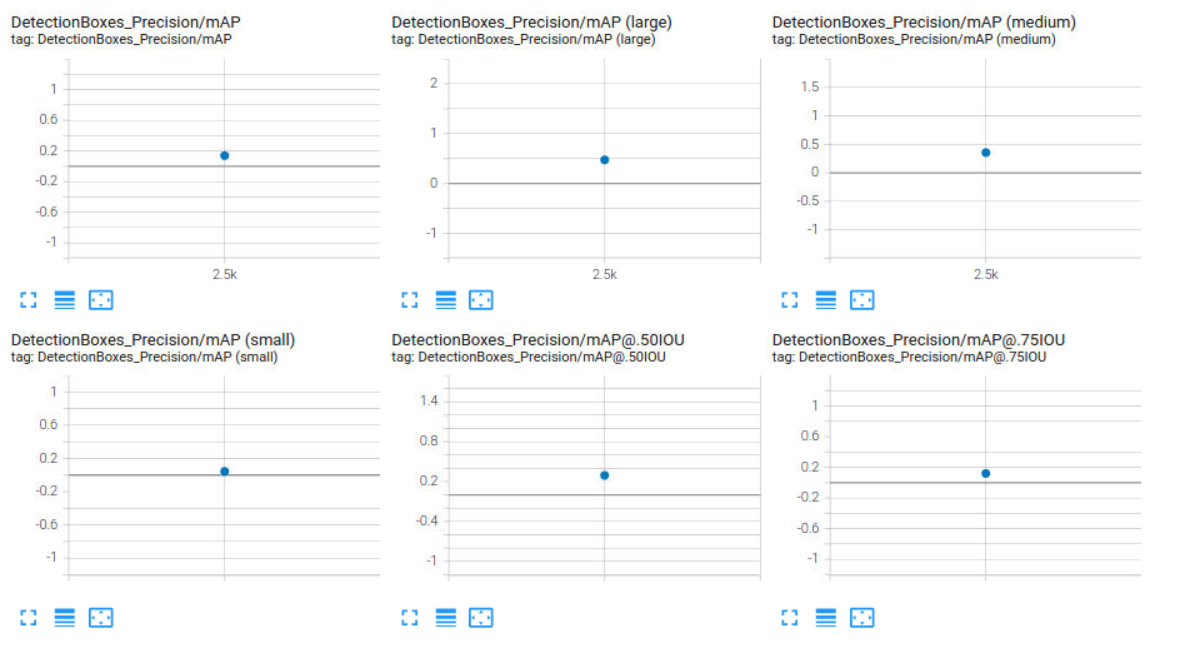 DetectionBoxes_Precision/mAP
tag: DetectionBoxes_Precision/mAP
1
0.6
0.2
-0.2
-0.6
-1
2.5k
DetectionBoxes_Precision/mAP (large)
tag: DetectionBoxes_Precision/mAP (large)
2
1
0
-1
2.5k
DetectionBoxes_Precision/mAP (medium)
tag: DetectionBoxes_Precision/mAP (medium)
1.5
1
0.5
0
-0.5
-1
2.5k
DetectionBoxes_Precision/mAP (small)
tag: DetectionBoxes_Precision/mAP (small)
1
0.6
0.2
-0.2
-0.6
-1
DetectionBoxes_Precision/mAP@.50IOU
tag: DetectionBoxes_Precision/mAP@.50IOU
1.4
0.8
0.2
-0.4
-1
DetectionBoxes_Precision/mAP@.75IOU
tag: DetectionBoxes_Precision/mAP@.75IOU
1
0.6
0.2
-0.2
-0.6
-1